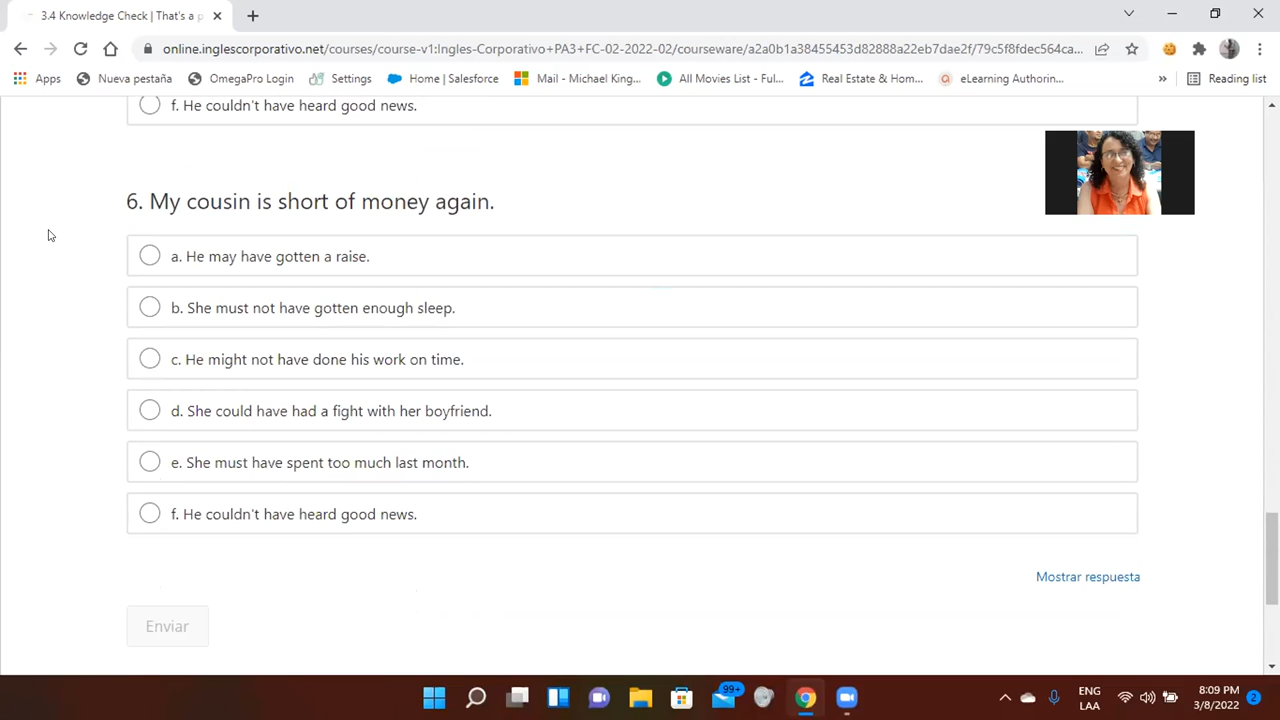 3.4 Knowledge Check | That's a p
online.inglescorporativo.net/courses/course-v1:Ingles-Corporativo+PA3+FC-02-2022-02/courseware/a2a0b1a38455453d82888a22eb7dae2f/79c5f8fdec564ca...
Apps Nueva pestaña OmegaPro Login Settings Home | Salesforce Mail - Michael King... All Movies List - Ful... Real Estate & Hom... eLearning Authorin... » Reading list
f. He couldn't have heard good news.
6. My cousin is short of money again.
a. He may have gotten a raise.
b. She must not have gotten enough sleep.
c. He might not have done his work on time.
d. She could have had a fight with her boyfriend.
e. She must have spent too much last month.
f. He couldn't have heard good news.
Mostrar respuesta
Enviar
99+
ENG
LAA
8:09 PM
3/8/2022
2